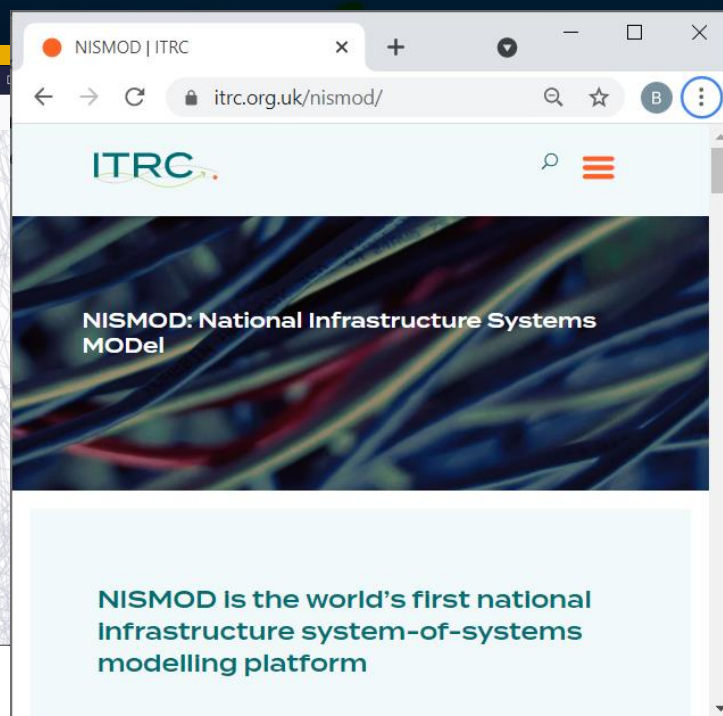 NISMOD | ITRC
itrc.org.uk/nismod/
B
ITRC
NISMOD: National Infrastructure Systems
MODel
NISMOD is the world's first national
infrastructure system-of-systems
modelling platform